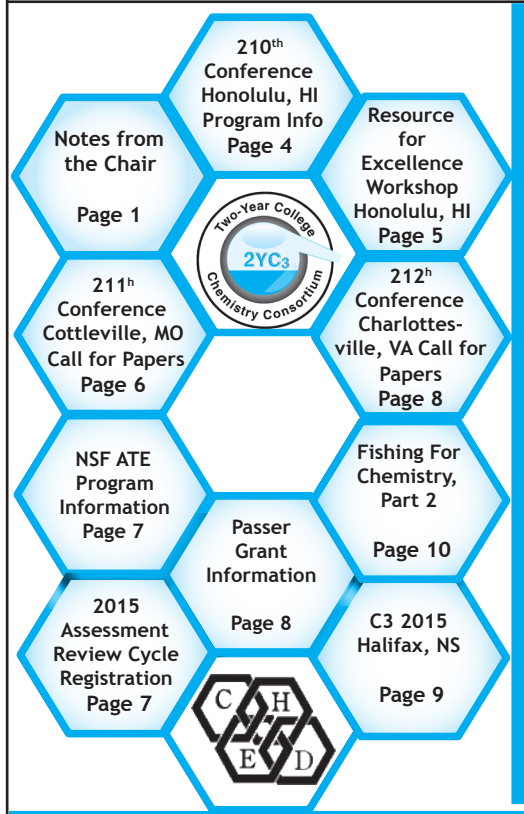 210th
Conference
Honolulu, HI
Program Info
Page 4
Notes from
the Chair
Page 1
Resource
for
Excellence
Workshop
Honolulu, HI
Page 5
Two-Year College
2YC3
Chemistry Consortium
211h
Conference
Cottleville, MO
Call for Papers
Page 6
212h
Conference
Charlottes-
ville, VA Call for
Papers
Page 8
NSF ATE
Program
Information
Page 7
Fishing For
Chemistry,
Part 2
Page 10
Passer
Grant
Information
Page 8
2015
Assessment
Review Cycle
Registration
Page 7
C3 2015
Halifax, NS
Page 9
C H
E D